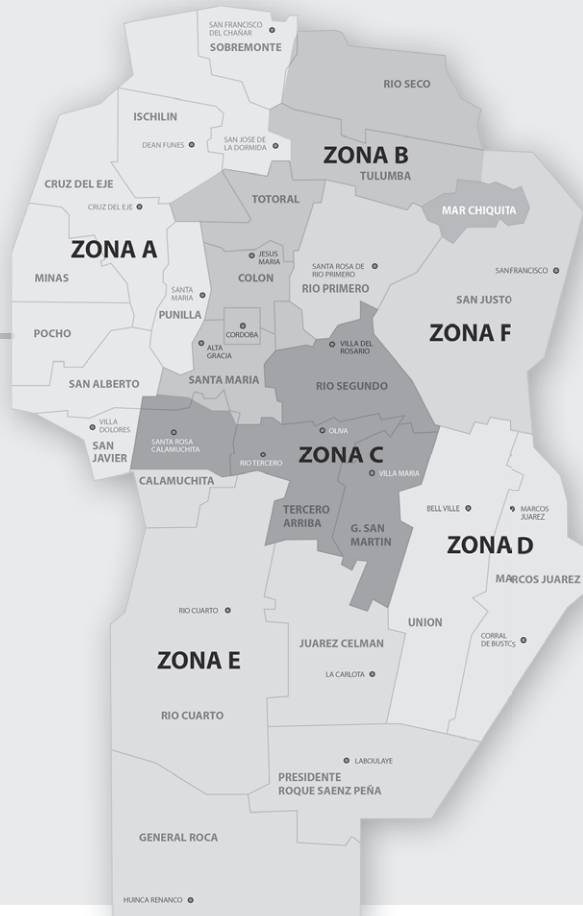 SAN FRANCISCO
DEL CHAÑAR
SOBREMONTE
RIO SECO
ISCHILIN
DEAN FUNES
SAN JOSE DE
LA DORMIDA
ZONA B
TULUMBA
CRUZ DEL EJE
CRUZ DEL EJE
TOTORAL
MAR CHIQUITA
ZONA A
JESUS
MARIA
COLON
SANTA ROSA DE
RIO PRIMERO
RIO PRIMERO
SANFRANCISCO
MINAS
SANTA
MARIA
PUNILLA
SAN JUSTO
POCHO
CORDOBA
ZONA F
ALTA
GRACIA
VILLA DEL
ROSARIO
SAN ALBERTO
SANTA MARIA
RIO SEGUNDO
VILLA
DOLORES
SAN
JAVIER
SANTA ROSA
CALAMUCHITA
OLIVA
RIO TERCERO
ZONA C
VILLA MARIA
CALAMUCHITA
TERCERO
ARRIBA
G. SAN
MARTIN
BELL VILLE
MARCOS
JUAREZ
ZONA D
MARCOS JUAREZ
RIO CUARTO
UNION
CORRAL
DE BUSTCS
JUAREZ CELMAN
ZONA E
LA CARLOTA
RIO CUARTO
LABOULAYE
PRESIDENTE
ROQUE SAENZ PEÑA
GENERAL ROCA
HUINCA RENANCO